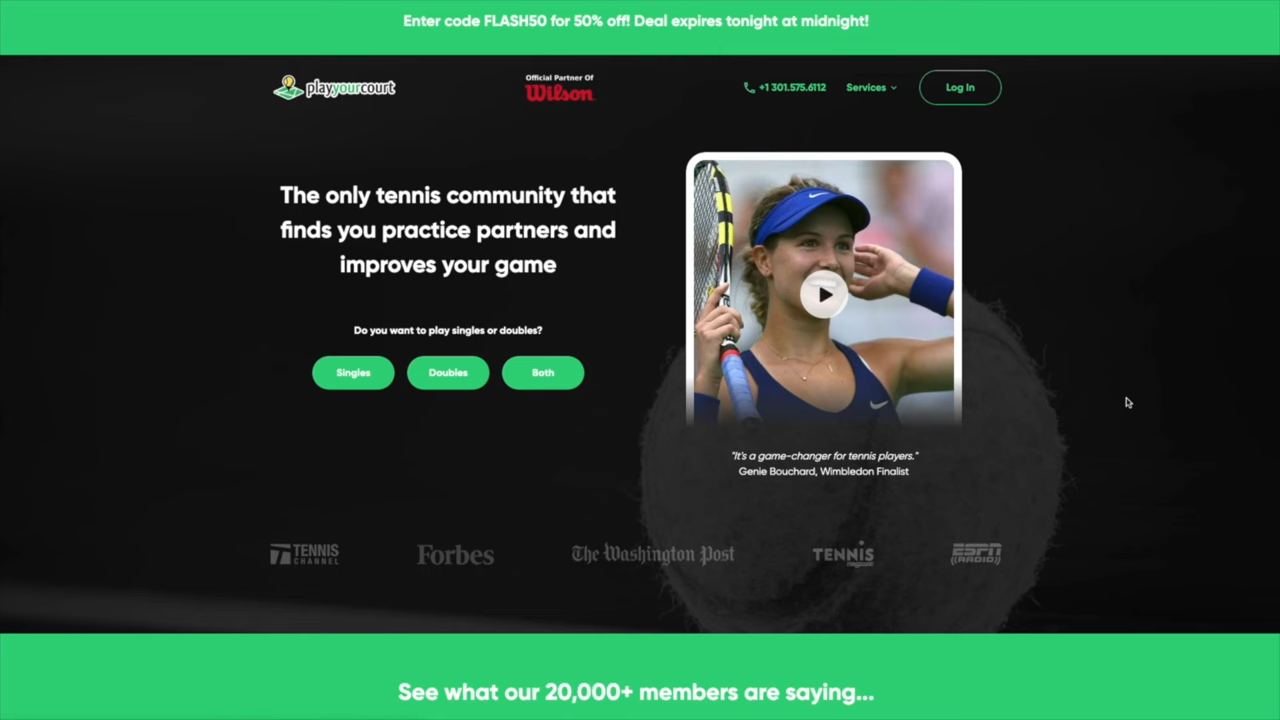 Enter code FLASH50 for 50% off! Deal expires tonight at midnight!
playyourcourt
Official Partner Of
Wilson
+1 301.575.6112
Services
Log In
The only tennis community that
finds you practice partners and
improves your game
Do you want to play singles or doubles?
Singles
Doubles
Both
"It's a game-changer for tennis players."
Genie Bouchard, Wimbledon Finalist
TENNIS
CHANNEL
Forbes
The Washington Post
TENNIS
ESPN
RADIO
See what our 20,000+ members are saying...